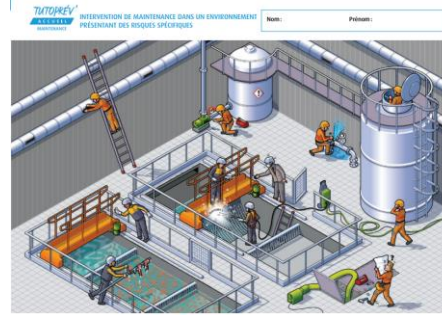 TUTOPRÉV'
ACCUEIL
MAINTENANCE
INTERVENTION DE MAINTENANCE DANS UN ENVIRONNEMENT
PRÉSENTANT DES RISQUES SPÉCIFIQUES
Nom :
Prénom :